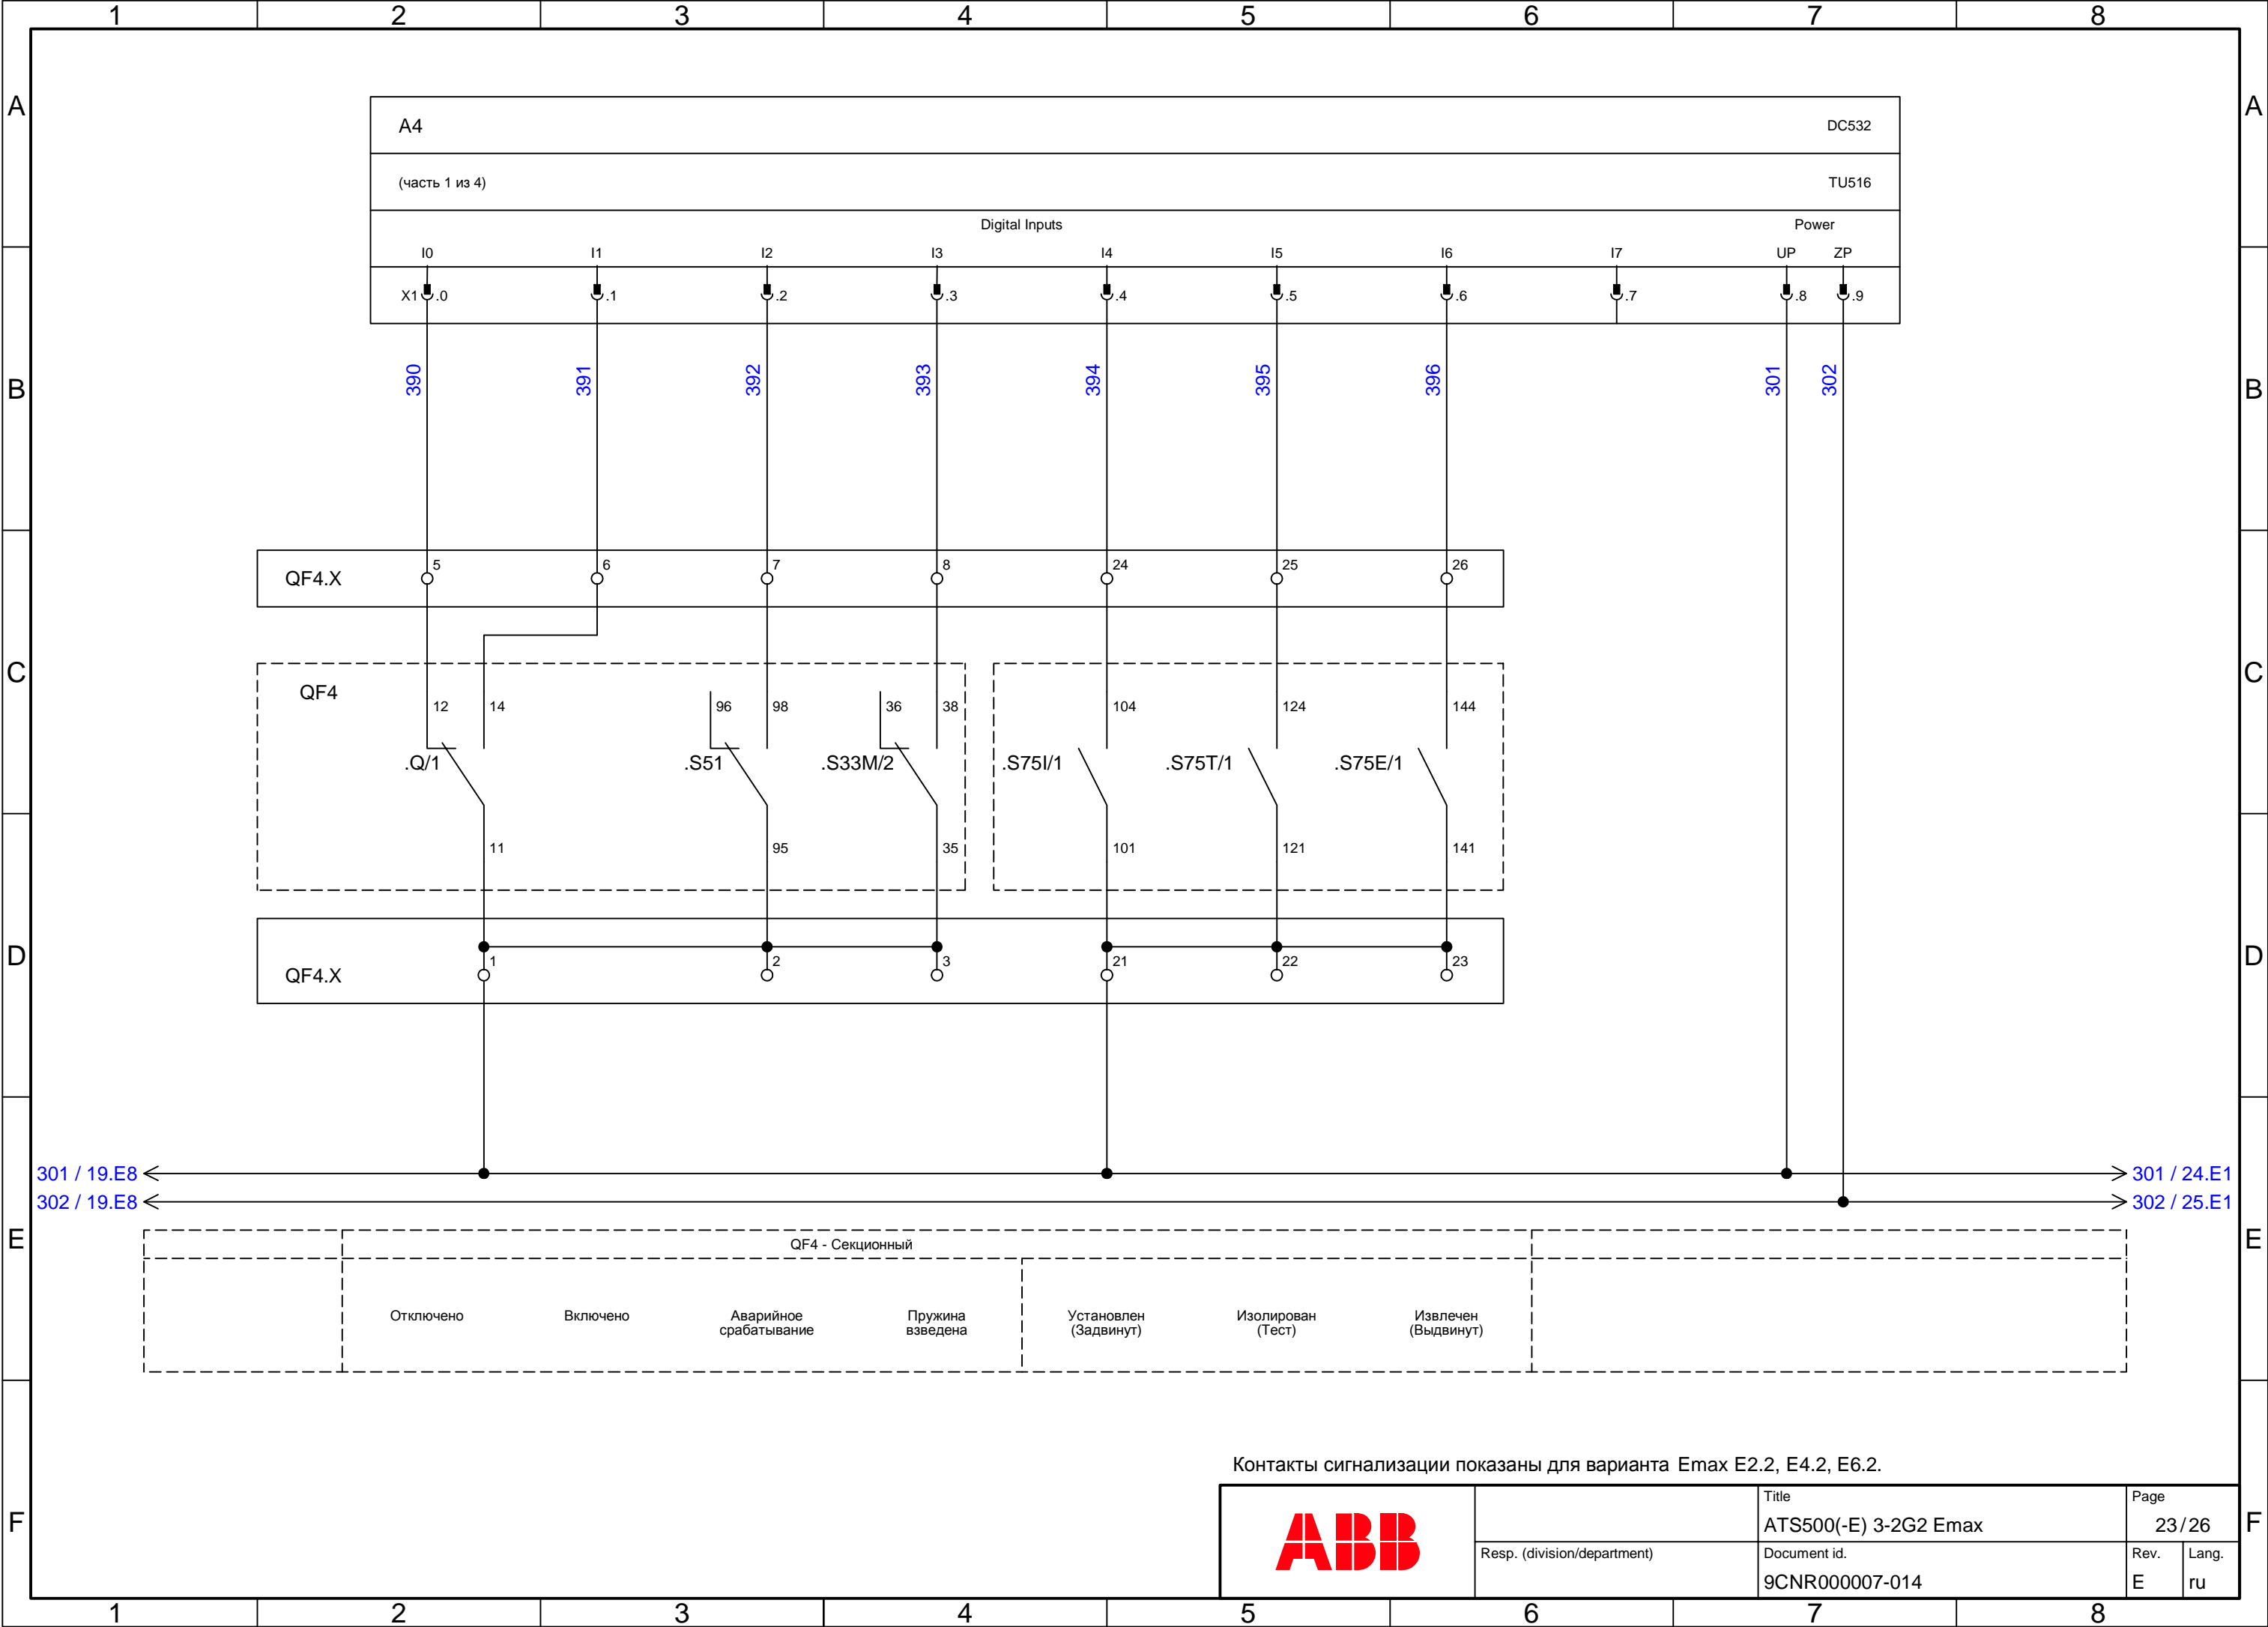 1 2 3 4 5 6 7 8
A A
A4 DC532
(часть 1 из 4) TU516
Digital Inputs Power
I0 I1 I2 I3 I4 I5 I6 I7 UP ZP
X1 .0 .1 .2 .3 .4 .5 .6 .7 .8 .9
390 391 392 393 394 395 396 301 302
B B
QF4.X 5 6 7 8 24 25 26
C C
QF4
12 14 96 98 36 38 104 124 144
.Q/1 .S51 .S33M/2 .S75I/1 .S75T/1 .S75E/1
11 95 35 101 121 141
D D
QF4.X 1 2 3 21 22 23
301 / 19.E8 301 / 24.E1
302 / 19.E8 302 / 25.E1
E E
QF4 - Секционный
Отключено Включено Аварийное Пружина Установлен Изолирован Извлечен
срабатывание взведена (Задвинут) (Тест) (Выдвинут)
Контакты сигнализации показаны для варианта Emax E2.2, E4.2, E6.2.
F F
ABB
Title Page
ATS500(-E) 3-2G2 Emax 23/26
Resp. (division/department) Document id. Rev. Lang.
9CNR000007-014 E ru
1 2 3 4 5 6 7 8